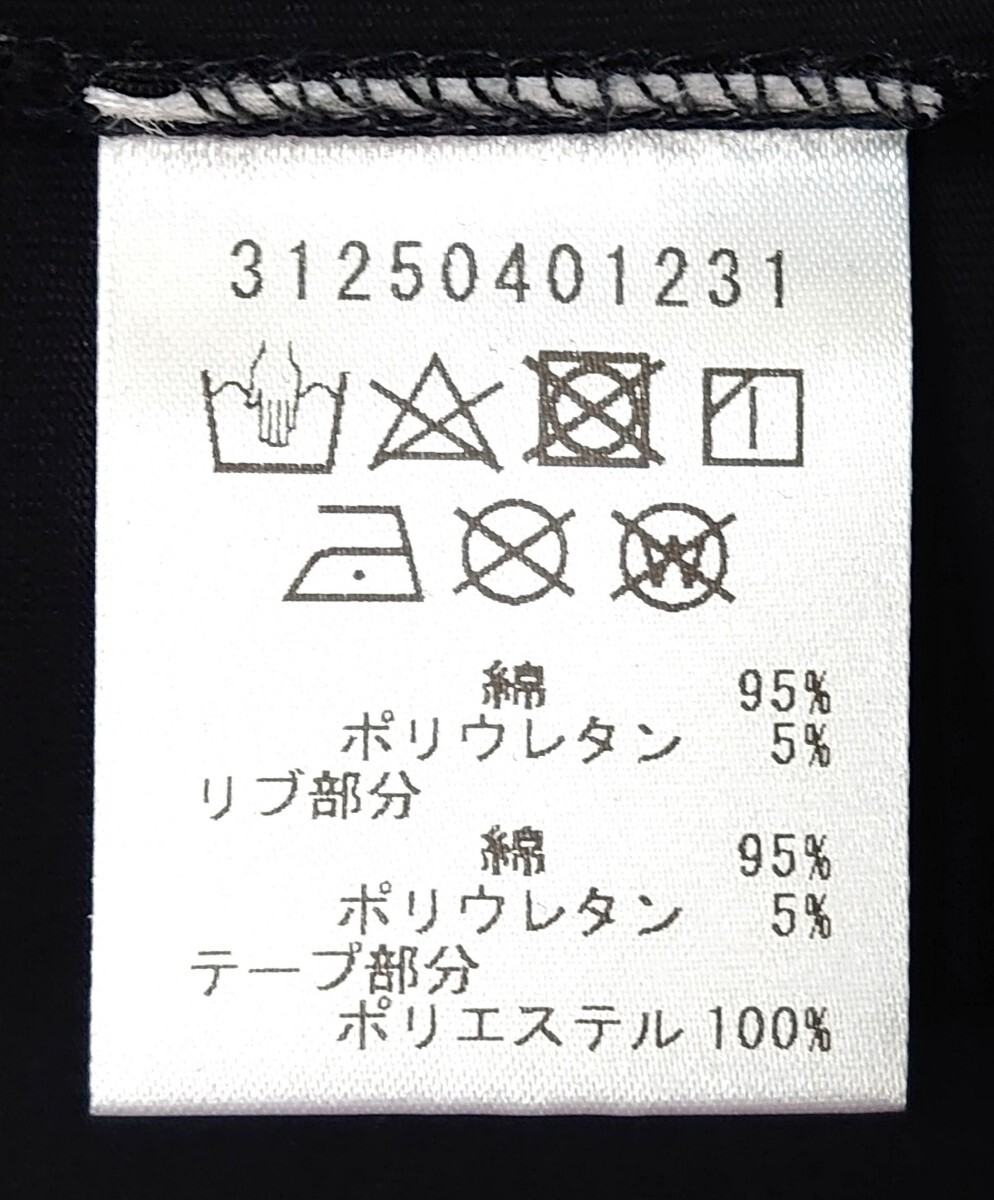 31250401231
W
綿 95%
ポリウレタン 5%
リブ部分
綿 95%
ポリウレタン 5%
テープ部分
ポリエステル 100%